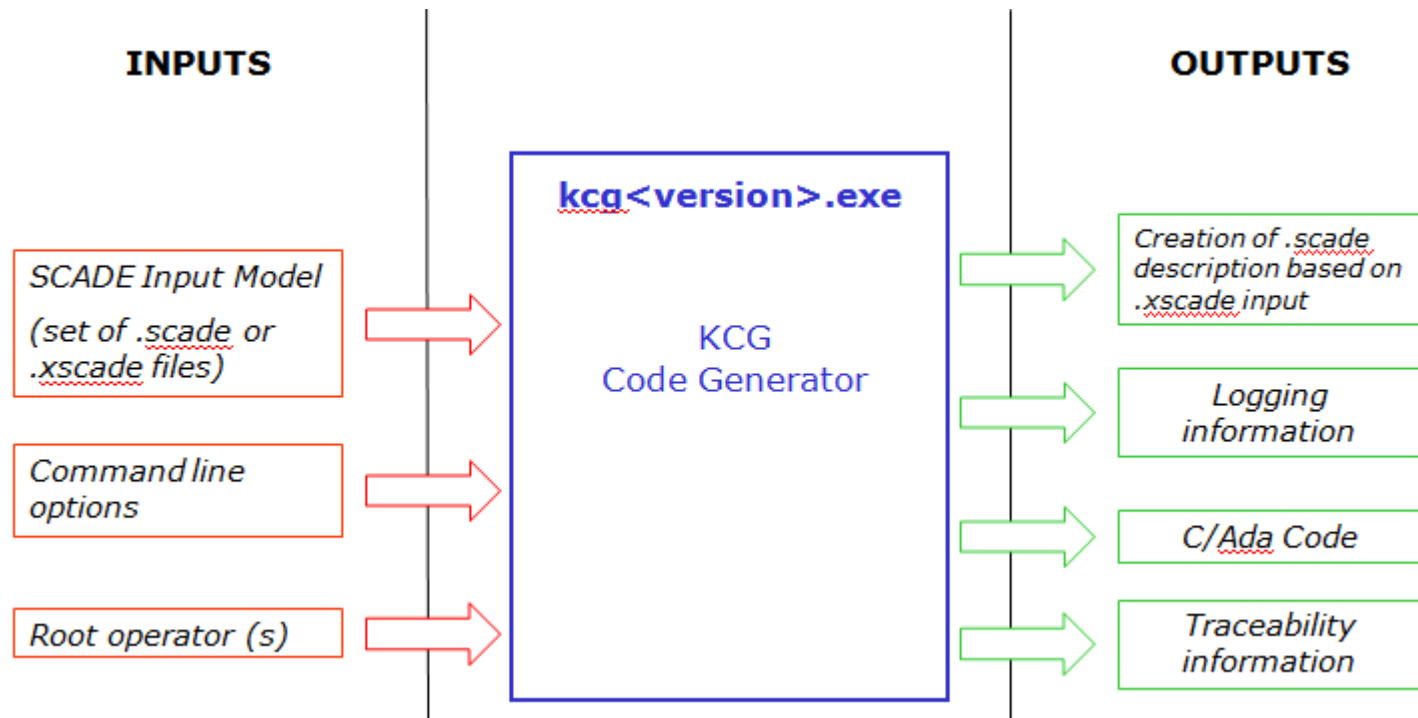 INPUTS
SCADE Input Model
(set of .scade or
.xscade files)
Command line
options
Root operator (s)
kcg<version>.exe
KCG
Code Generator
OUTPUTS
Creation of .scade
description based on
.xscade input
Logging
information
C/Ada Code
Traceability
information